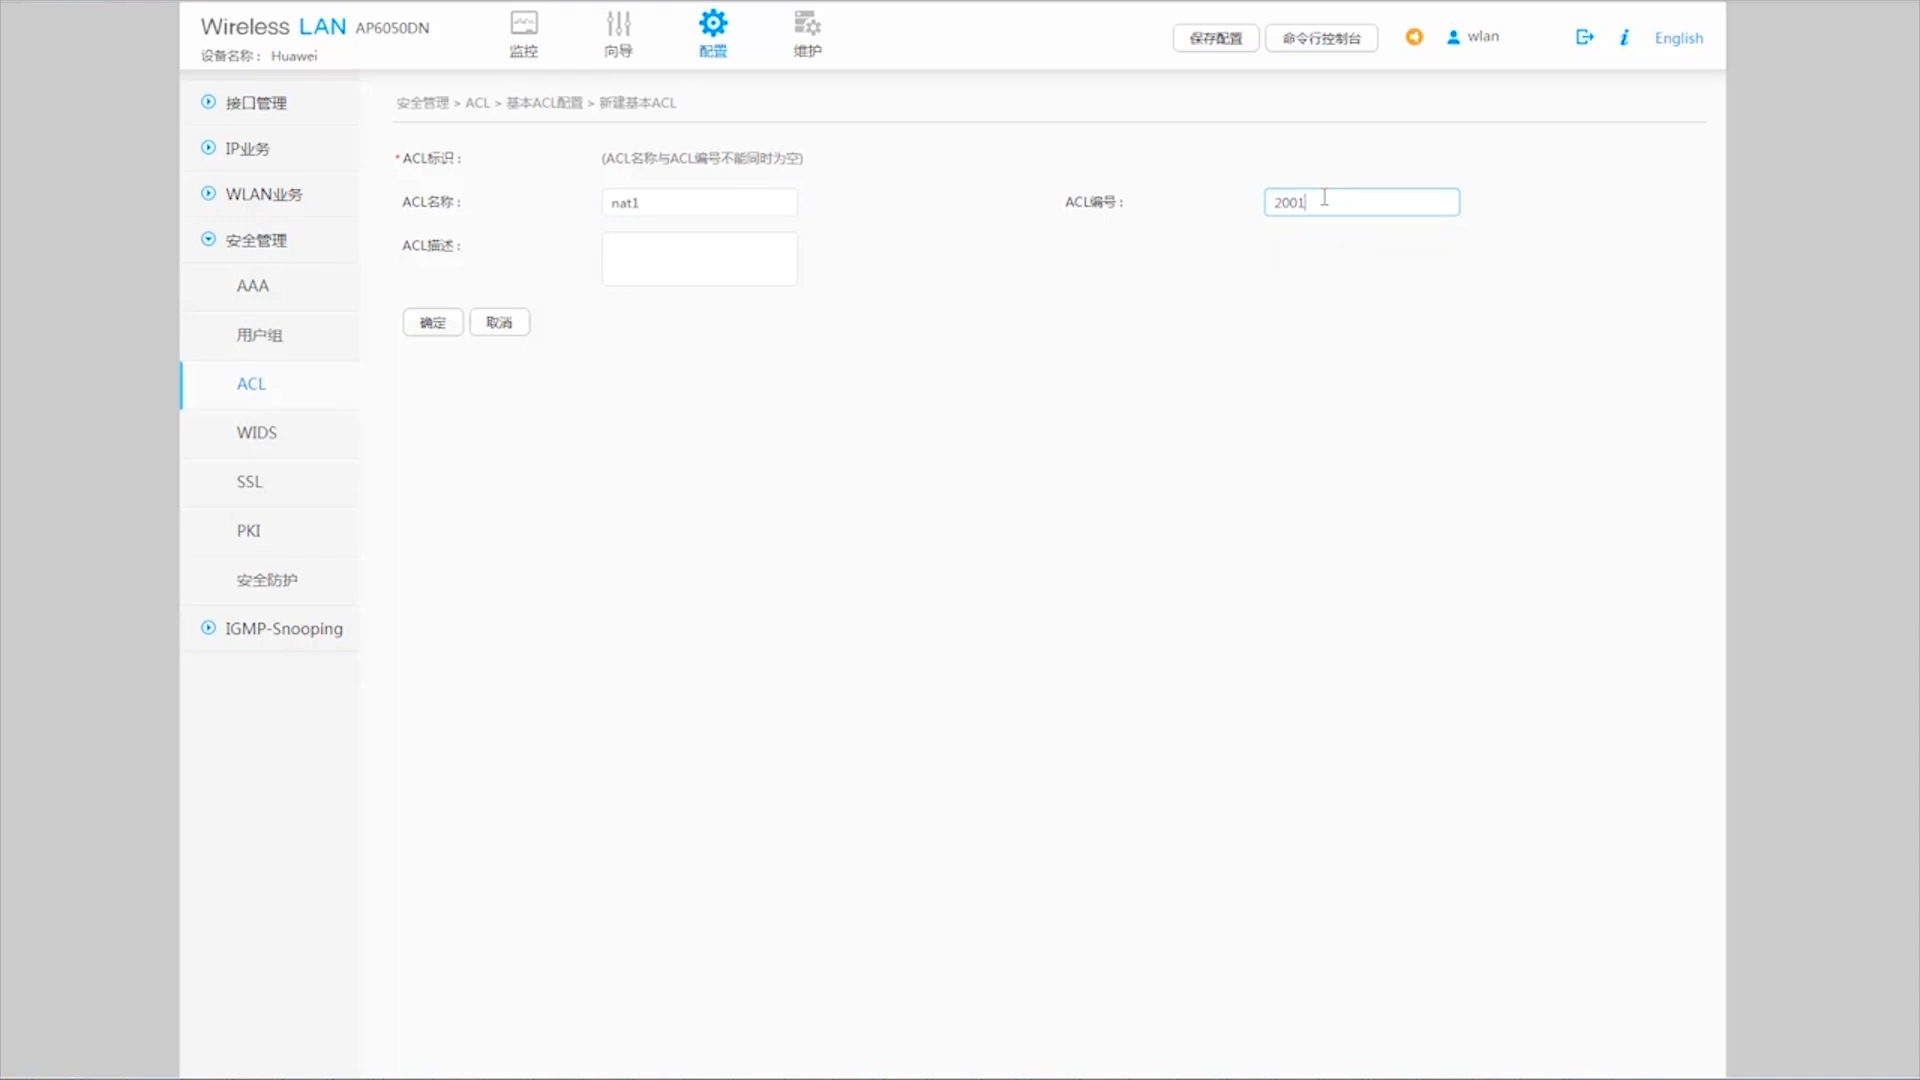 Wireless LAN AP6050DN
设备名称： Huawei
监控
向导
配置
维护
保存配置
命令行控制台
wlan
i
English
接口管理
IP业务
WLAN业务
安全管理
AAA
用户组
ACL
WIDS
SSL
PKI
安全防护
IGMP-Snooping
安全管理 > ACL > 基本ACL配置 > 新建基本ACL
*ACL标识： (ACL名称与ACL编号不能同时为空)
ACL名称： nat1 ACL编号： 2001
ACL描述：
确定 取消